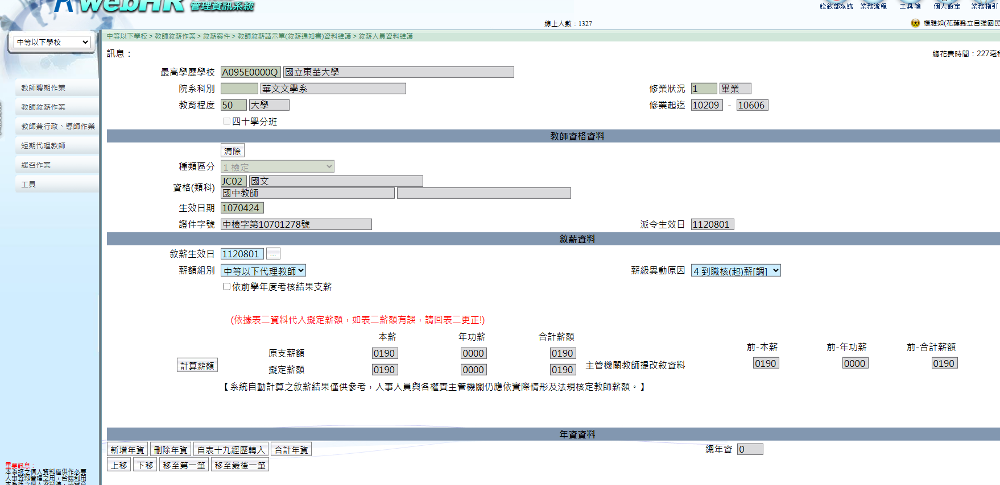 WebHR 管理資訊系統
銓敘部系統 業務流程 工具箱 個人設定 業務指引
線上人數：1327
楊雅如(花蓮縣立自強國民
中等以下學校
中等以下學校 > 教師敘薪作業 > 敘薪案件 > 教師敘薪請示單(敘薪通知書)資料維護 > 敘薪人員資料維護
訊息：
總花費時間：227毫秒
教師聘期作業
教師敘薪作業
教師兼行政、導師作業
短期代理教師
緩召作業
工具
最高學歷學校 A095E0000Q 國立東華大學
院系科別 華文文學系 修業狀況 1 畢業
教育程度 50 大學 修業起迄 10209 - 10606
四十學分班
教師資格資料
清除
種類區分 1 檢定
資格(類科) JC02 國文
國中教師
生效日期 1070424
證件字號 中檢字第10701278號 派令生效日 1120801
敘薪資料
敘薪生效日 1120801 ...
薪額組別 中等以下代理教師 薪級異動原因 4 到職核(起)薪[調]
依前學年度考核結果支薪
(依據表二資料代入擬定薪額，如表二薪額有誤，請回表二更正!)
本薪 年功薪 合計薪額 前-本薪 前-年功薪 前-合計薪額
原支薪額 0190 0000 0190
計算薪額 擬定薪額 0190 0000 0190 主管機關教師提改敘資料 0190 0000 0190
【系統自動計算之敘薪結果僅供參考，人事人員與各權責主管機關仍應依實際情形及法規核定教師薪額。】
年資資料
新增年資 刪除年資 自表十九經歷轉入 合計年資 總年資 0
上移 下移 移至第一筆 移至最後一筆
重要訊息：
本系統之個人資料僅供作必要
人事資料管理之用，台端利用
本系統之個人資料時，請留意